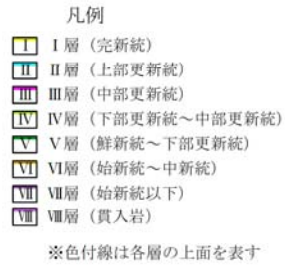 凡例
Ⅰ Ⅰ層（完新統）
Ⅱ Ⅱ層（上部更新統）
Ⅲ Ⅲ層（中部更新統）
Ⅳ Ⅳ層（下部更新統～中部更新統）
Ⅴ Ⅴ層（鮮新統～下部更新統）
Ⅵ Ⅵ層（始新統～中新統）
Ⅶ Ⅶ層（始新統以下）
Ⅷ Ⅷ層（貫入岩）
※色付線は各層の上面を表す